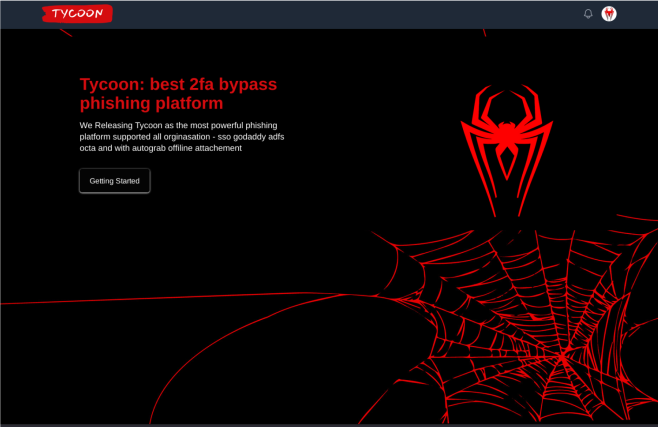 TYCOON
Tycoon: best 2fa bypass
phishing platform
We Releasing Tycoon as the most powerful phishing
platform supported all orginasation - sso godaddy adfs
octa and with autograb offiline attachement
Getting Started